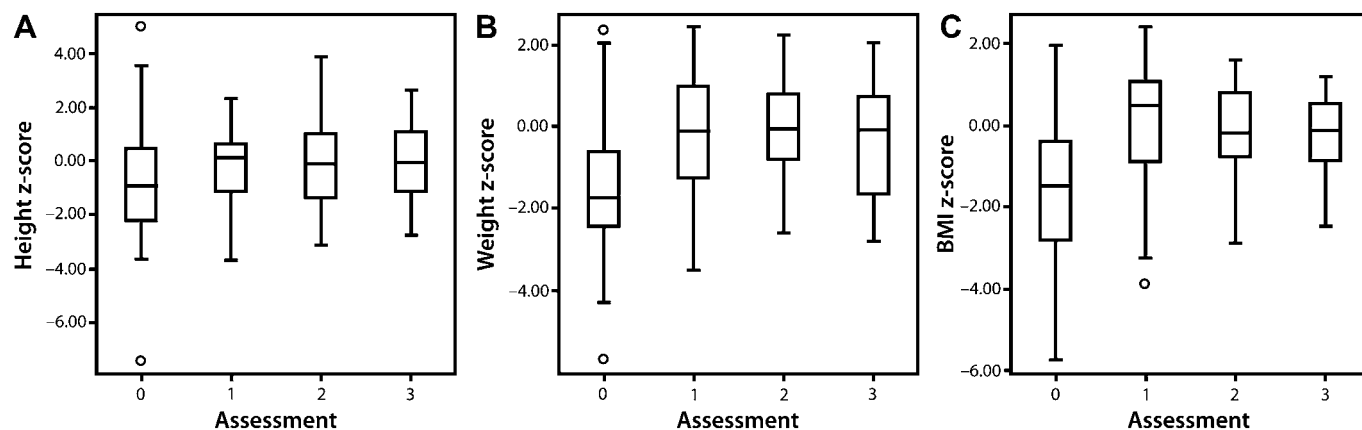 A
Height z-score
4.00
2.00
0.00
–2.00
–4.00
–6.00
0 1 2 3
Assessment
B
Weight z-score
2.00
0.00
–2.00
–4.00
0 1 2 3
Assessment
C
BMI z-score
2.00
0.00
–2.00
–4.00
–6.00
0 1 2 3
Assessment